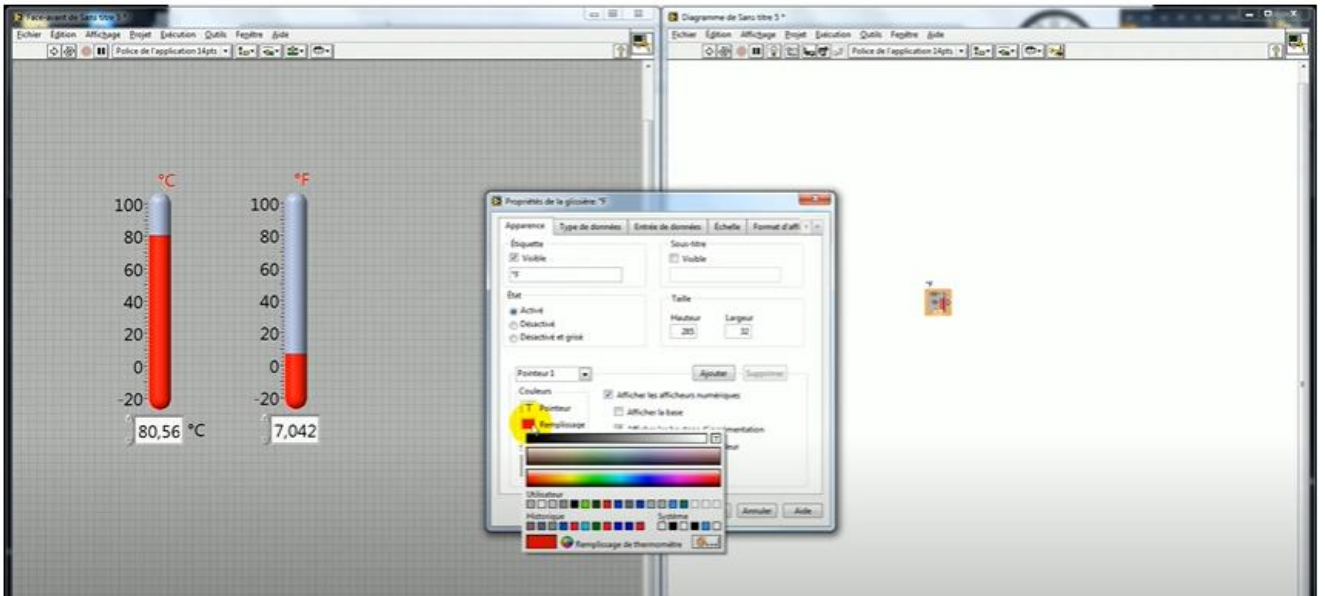 Face-avant de Sans titre 5 *
Fichier Edition Affichage Projet Exécution Outils Fenêtre Aide
Police de l'application 14pts
°C
°F
100
80
60
40
20
0
-20
80,56 °C
100
80
60
40
20
0
-20
7,042
Diagramme de Sans titre 5 *
Fichier Edition Affichage Projet Exécution Outils Fenêtre Aide
Police de l'application 14pts
°F
Propriétés de la glissière: °F
Apparence Type de données Entrée de données Échelle Format d'affi
Étiquette
Visible
°F
Sous-titre
Visible
État
Activé
Désactivé
Désactivé et grisé
Taille
Hauteur Largeur
285 32
Pointeur 1
Ajouter Supprimer
Couleurs
T Pointeur
Remplissage
Afficher les afficheurs numériques
Afficher la base
T
Utilisateur
Historique Système
Remplissage de thermomètre
Annuler Aide